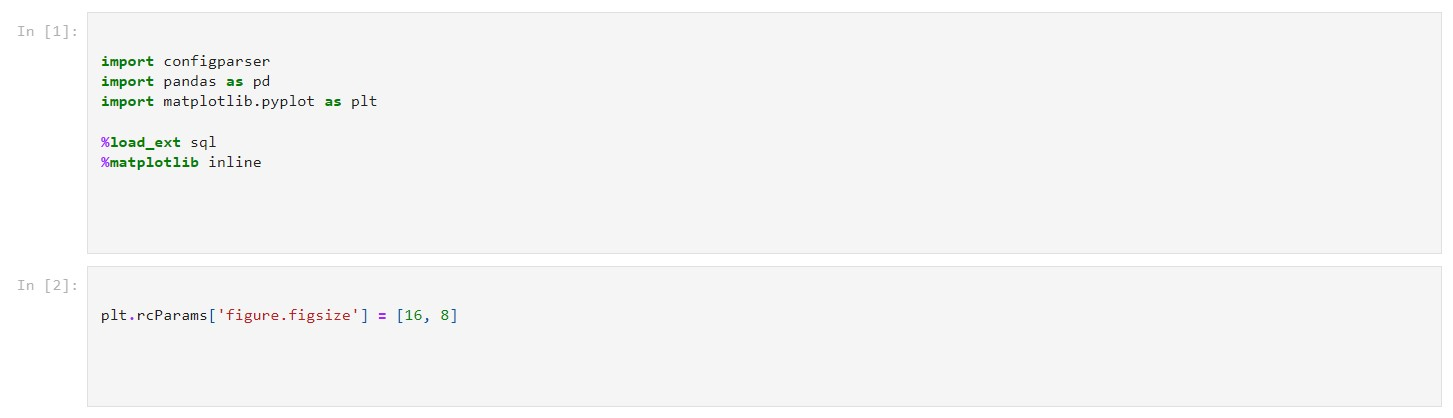 In [1]:
import configparser
import pandas as pd
import matplotlib.pyplot as plt
%load_ext sql
%matplotlib inline
In [2]:
plt.rcParams['figure.figsize'] = [16, 8]